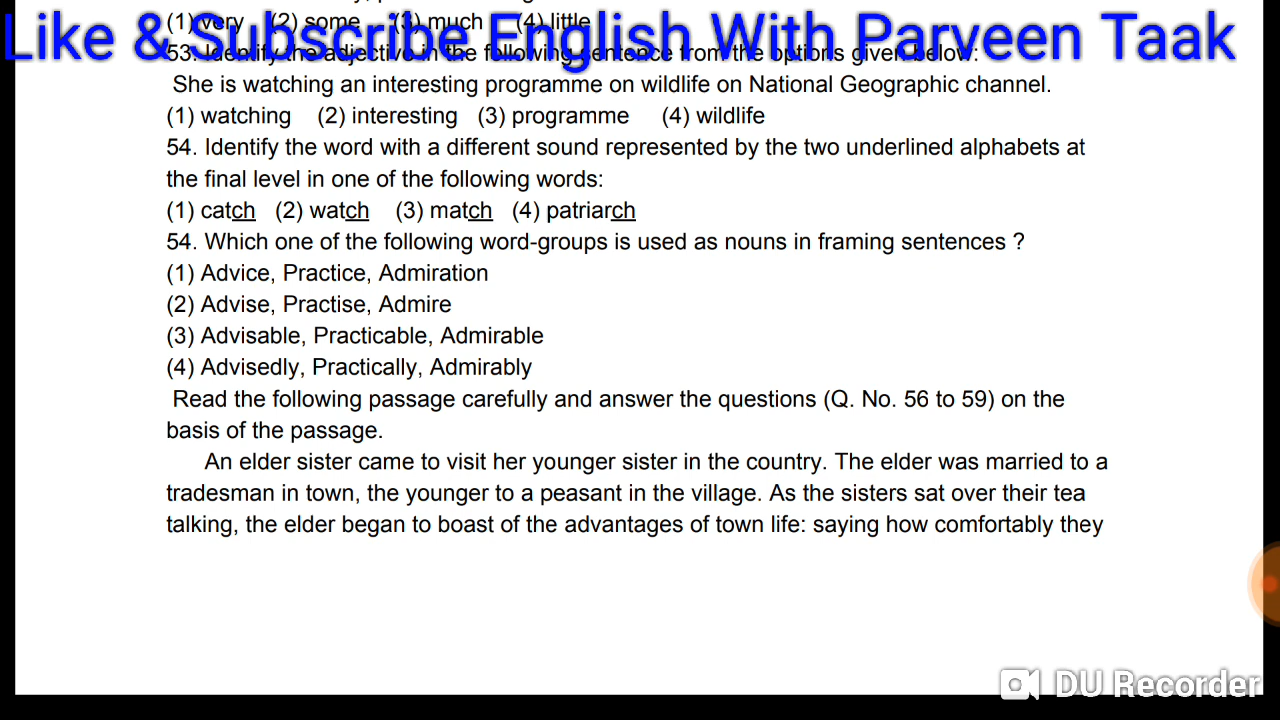 (1) very (2) some (3) much (4) little
Like & Subscribe English With Parveen Taak
53. Identify the adjective in the following sentence from the options given below:
She is watching an interesting programme on wildlife on National Geographic channel.
(1) watching (2) interesting (3) programme (4) wildlife
54. Identify the word with a different sound represented by the two underlined alphabets at
the final level in one of the following words:
(1) catch (2) watch (3) match (4) patriarch
54. Which one of the following word-groups is used as nouns in framing sentences ?
(1) Advice, Practice, Admiration
(2) Advise, Practise, Admire
(3) Advisable, Practicable, Admirable
(4) Advisedly, Practically, Admirably
Read the following passage carefully and answer the questions (Q. No. 56 to 59) on the
basis of the passage.
An elder sister came to visit her younger sister in the country. The elder was married to a
tradesman in town, the younger to a peasant in the village. As the sisters sat over their tea
talking, the elder began to boast of the advantages of town life: saying how comfortably they
DU Recorder